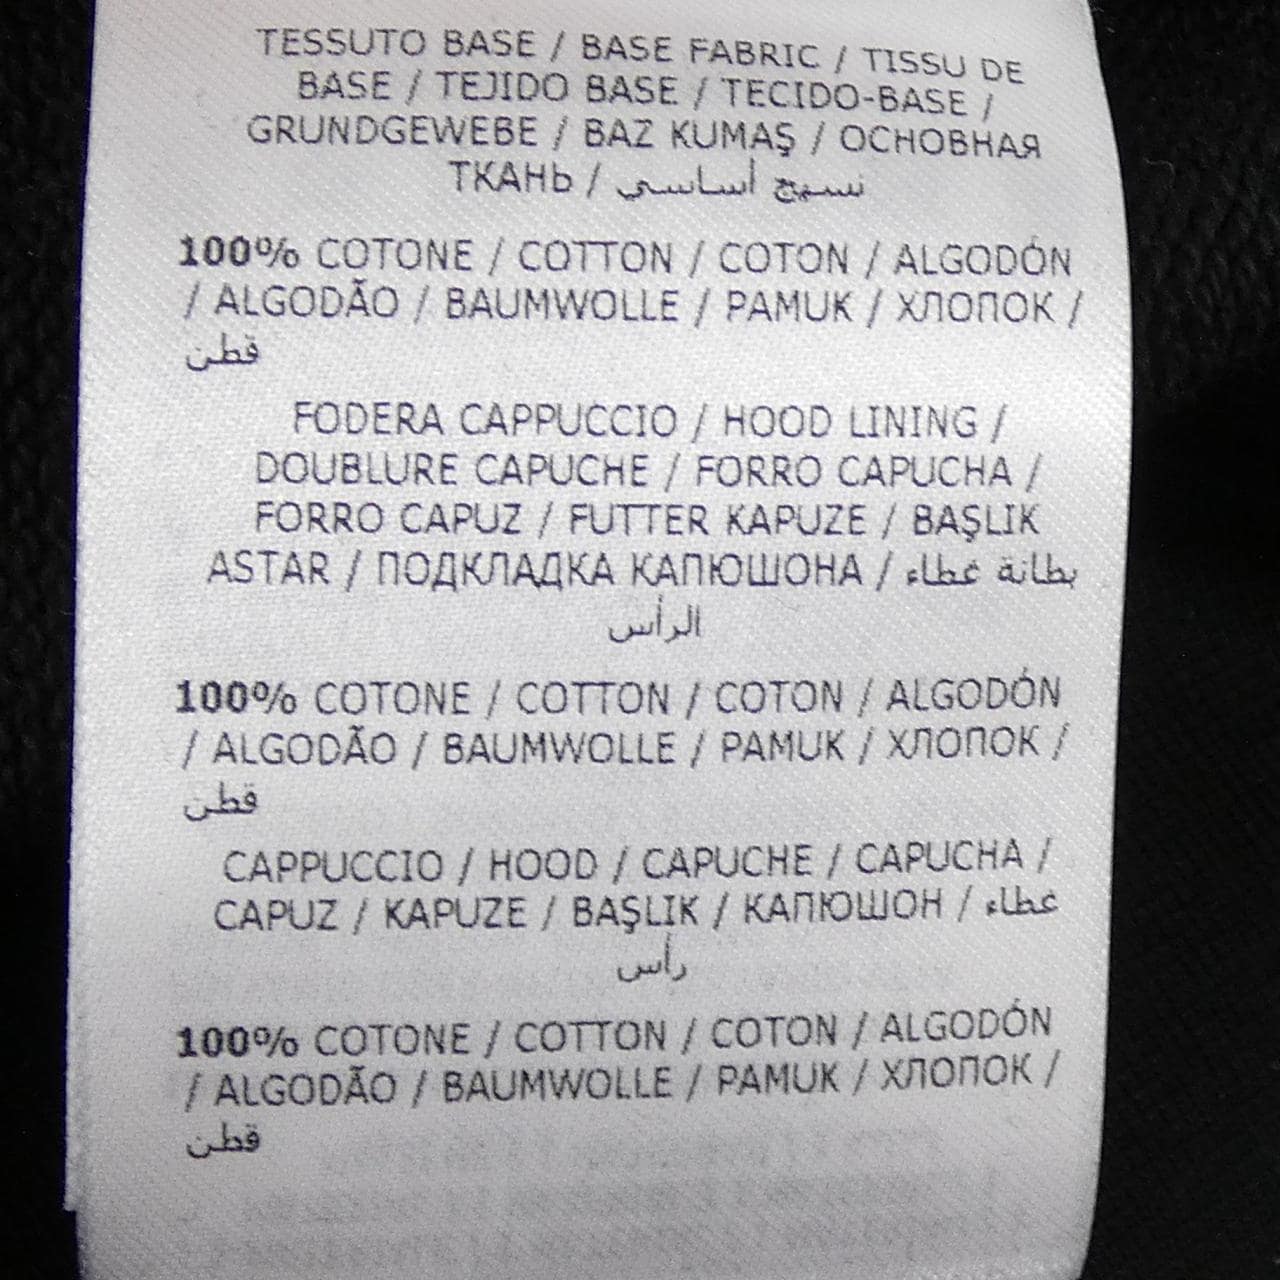 TESSUTO BASE / BASE FABRIC / TISSU DE
BASE / TEJIDO BASE / TECIDO-BASE /
GRUNDGEWEBE / BAZ KUMAŞ / ОСНОВНАЯ
ТКАНЬ / نسيج أساسي
100% COTONE / COTTON / COTON / ALGODÓN
/ ALGODÃO / BAUMWOLLE / PAMUK / ХЛОПОК /
قطن
FODERA CAPPUCCIO / HOOD LINING /
DOUBLURE CAPUCHE / FORRO CAPUCHA /
FORRO CAPUZ / FUTTER KAPUZE / BAŞLIK
ASTAR / ПОДКЛАДКА КАПЮШОНА / بطانة غطاء
الرأس
100% COTONE / COTTON / COTON / ALGODÓN
/ ALGODÃO / BAUMWOLLE / PAMUK / ХЛОПОК /
قطن
CAPPUCCIO / HOOD / CAPUCHE / CAPUCHA /
CAPUZ / KAPUZE / BAŞLIK / КАПЮШОН / غطاء
رأس
100% COTONE / COTTON / COTON / ALGODÓN
/ ALGODÃO / BAUMWOLLE / PAMUK / ХЛОПОК /
قطن